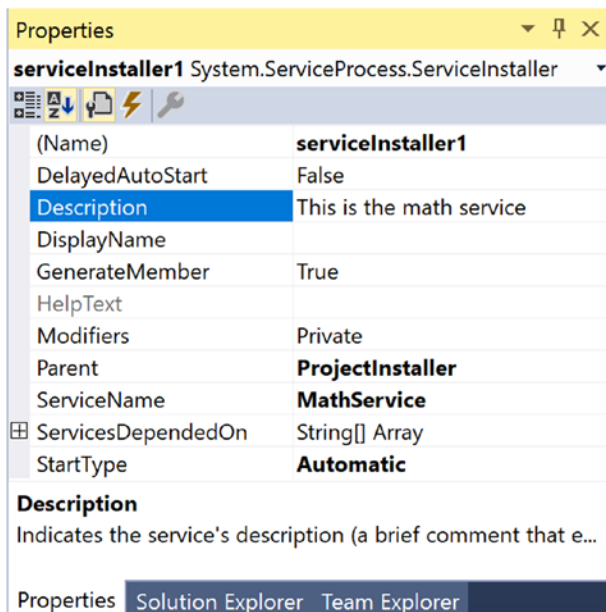 Properties
serviceInstaller1 System.ServiceProcess.ServiceInstaller
(Name) serviceInstaller1
DelayedAutoStart False
Description This is the math service
DisplayName
GenerateMember True
HelpText
Modifiers Private
Parent ProjectInstaller
ServiceName MathService
ServicesDependedOn String[] Array
StartType Automatic
Description
Indicates the service's description (a brief comment that e...
Properties Solution Explorer Team Explorer